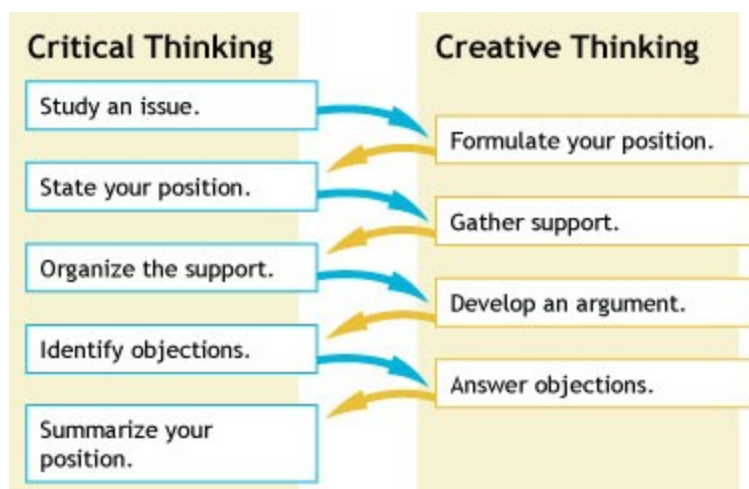 Critical Thinking
Creative Thinking
Study an issue.
Formulate your position.
State your position.
Gather support.
Organize the support.
Develop an argument.
Identify objections.
Answer objections.
Summarize your
position.